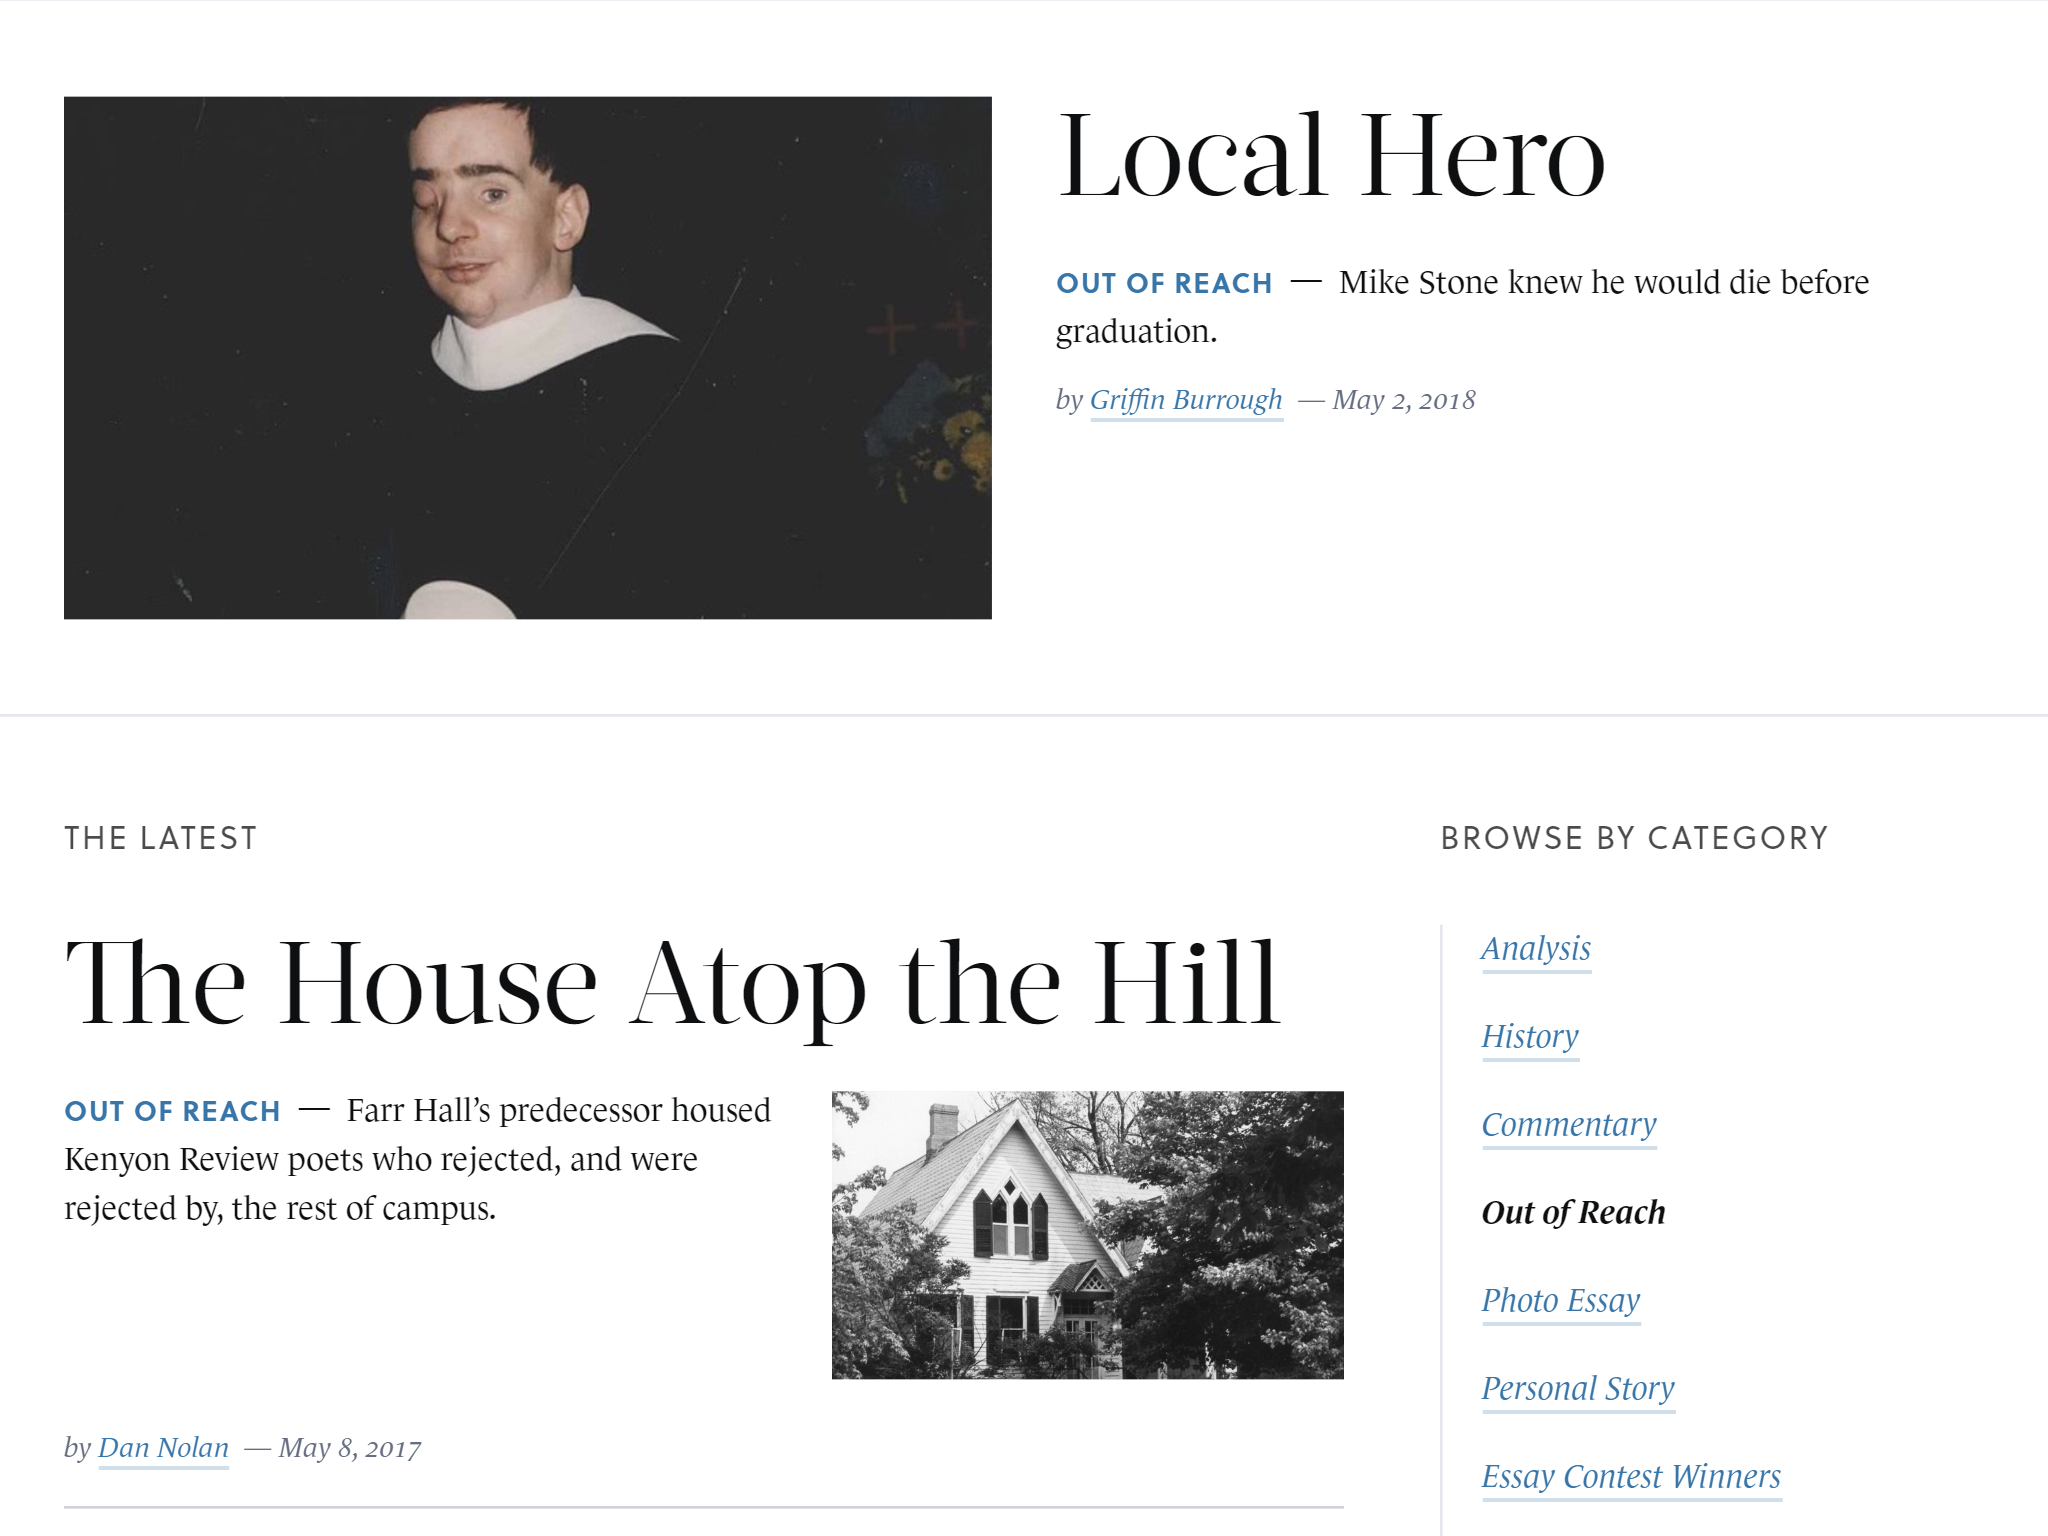 Local Hero
OUT OF REACH — Mike Stone knew he would die before
graduation.
by Griffin Burrough — May 2, 2018
THE LATEST
The House Atop the Hill
OUT OF REACH — Farr Hall’s predecessor housed
Kenyon Review poets who rejected, and were
rejected by, the rest of campus.
by Dan Nolan — May 8, 2017
BROWSE BY CATEGORY
Analysis
History
Commentary
Out of Reach
Photo Essay
Personal Story
Essay Contest Winners